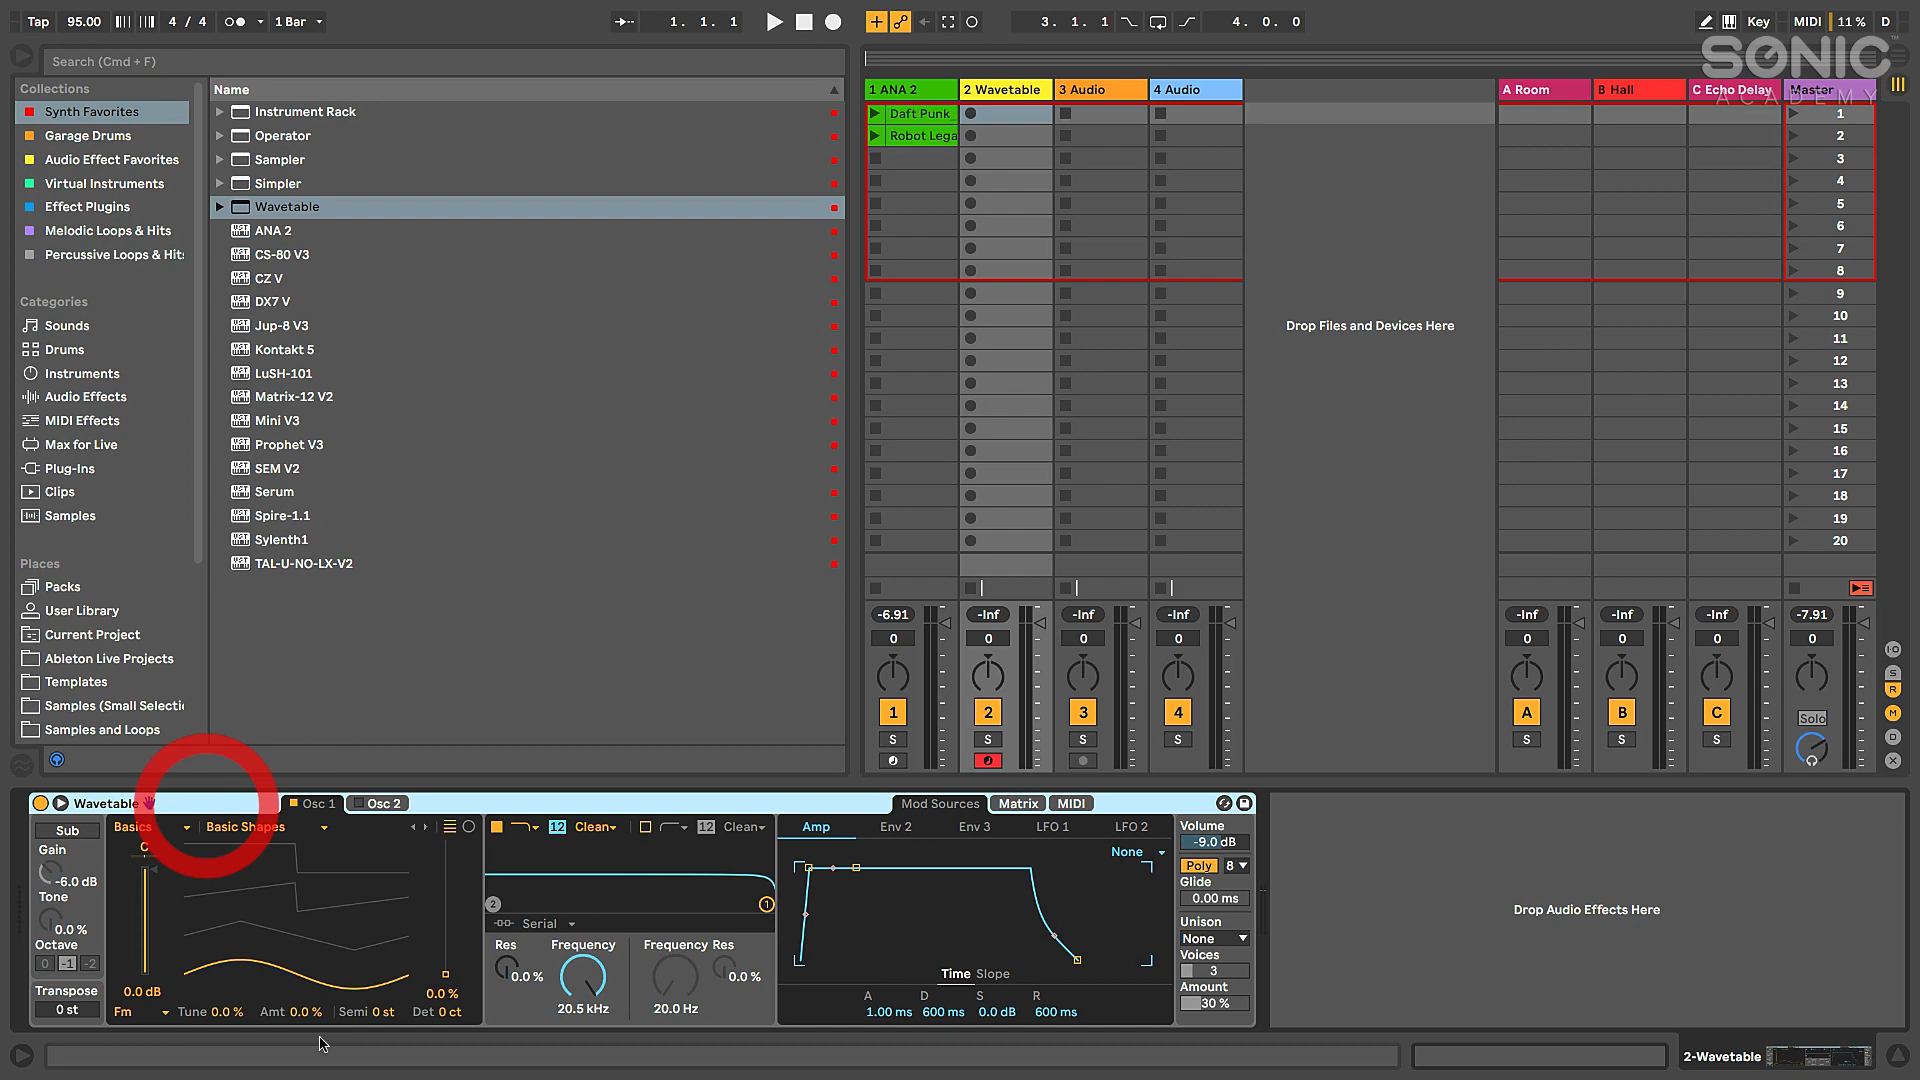 Tap 95.00 4 / 4 1 Bar 1. 1. 1 3. 1. 1 4. 0. 0 Key MIDI 11 % D
SONIC
ACADEMY
Search (Cmd + F)
Collections
Synth Favorites
Garage Drums
Audio Effect Favorites
Virtual Instruments
Effect Plugins
Melodic Loops & Hits
Percussive Loops & Hit
Categories
Sounds
Drums
Instruments
Audio Effects
MIDI Effects
Max for Live
Plug-Ins
Clips
Samples
Places
Packs
User Library
Current Project
Ableton Live Projects
Templates
Samples (Small Selecti
Samples and Loops
Name
Instrument Rack
Operator
Sampler
Simpler
Wavetable
ANA 2
CS-80 V3
CZ V
DX7 V
Jup-8 V3
Kontakt 5
LuSH-101
Matrix-12 V2
Mini V3
Prophet V3
SEM V2
Serum
Spire-1.1
Sylenth1
TAL-U-NO-LX-V2
1 ANA 2 2 Wavetable 3 Audio 4 Audio A Room B Hall C Echo Delay Master
Daft Punk_ 1
Robot Lega 2
3
4
5
6
7
8
9
10
11
12
13
14
15
16
17
18
19
20
Drop Files and Devices Here
-6.91 -Inf -Inf -Inf -Inf -Inf -Inf -7.91
0 0 0 0 0 0 0 0
1 2 3 4 A B C Solo
S S S S S S S
I·O
S
R
M
D
X
Wavetable Osc 1 Osc 2 Mod Sources Matrix MIDI
Sub
Gain
-6.0 dB
Tone
0.0 %
Octave
0 -1 -2
Transpose
0 st
Basics Basic Shapes
C
0.0 dB 0.0 %
Fm Tune 0.0 % Amt 0.0 % Semi 0 st Det 0 ct
12 Clean 12 Clean
2 1
Serial
Res Frequency Frequency Res
0.0 % 0.0 %
20.5 kHz 20.0 Hz
Amp Env 2 Env 3 LFO 1 LFO 2
None
Time Slope
A D S R
1.00 ms 600 ms 0.0 dB 600 ms
Volume
-9.0 dB
Poly 8
Glide
0.00 ms
Unison
None
Voices
3
Amount
30 %
Drop Audio Effects Here
2-Wavetable